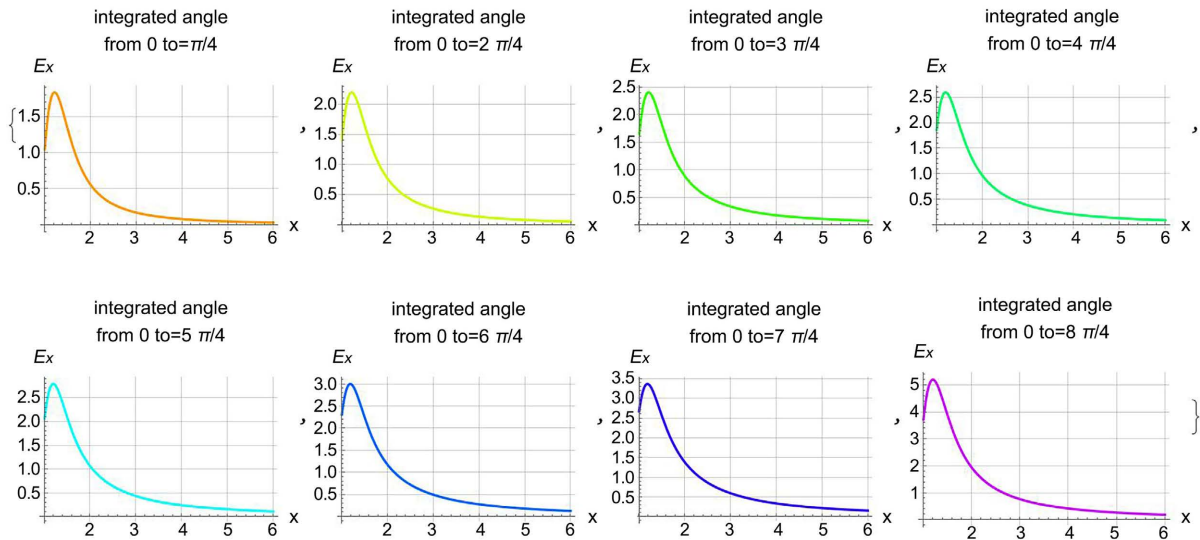 integrated angle
from 0 to=π/4
integrated angle
from 0 to=2 π/4
integrated angle
from 0 to=3 π/4
integrated angle
from 0 to=4 π/4
Ex
Ex
Ex
Ex
{
1.5
1.0
0.5
2 3 4 5 6 x
,
2.0
1.5
1.0
0.5
2 3 4 5 6 x
,
2.5
2.0
1.5
1.0
0.5
2 3 4 5 6 x
,
2.5
2.0
1.5
1.0
0.5
2 3 4 5 6 x
,
integrated angle
from 0 to=5 π/4
integrated angle
from 0 to=6 π/4
integrated angle
from 0 to=7 π/4
integrated angle
from 0 to=8 π/4
Ex
Ex
Ex
Ex
2.5
2.0
1.5
1.0
0.5
2 3 4 5 6 x
,
3.0
2.5
2.0
1.5
1.0
0.5
2 3 4 5 6 x
,
3.5
3.0
2.5
2.0
1.5
1.0
0.5
2 3 4 5 6 x
,
5
4
3
2
1
2 3 4 5 6 x
}